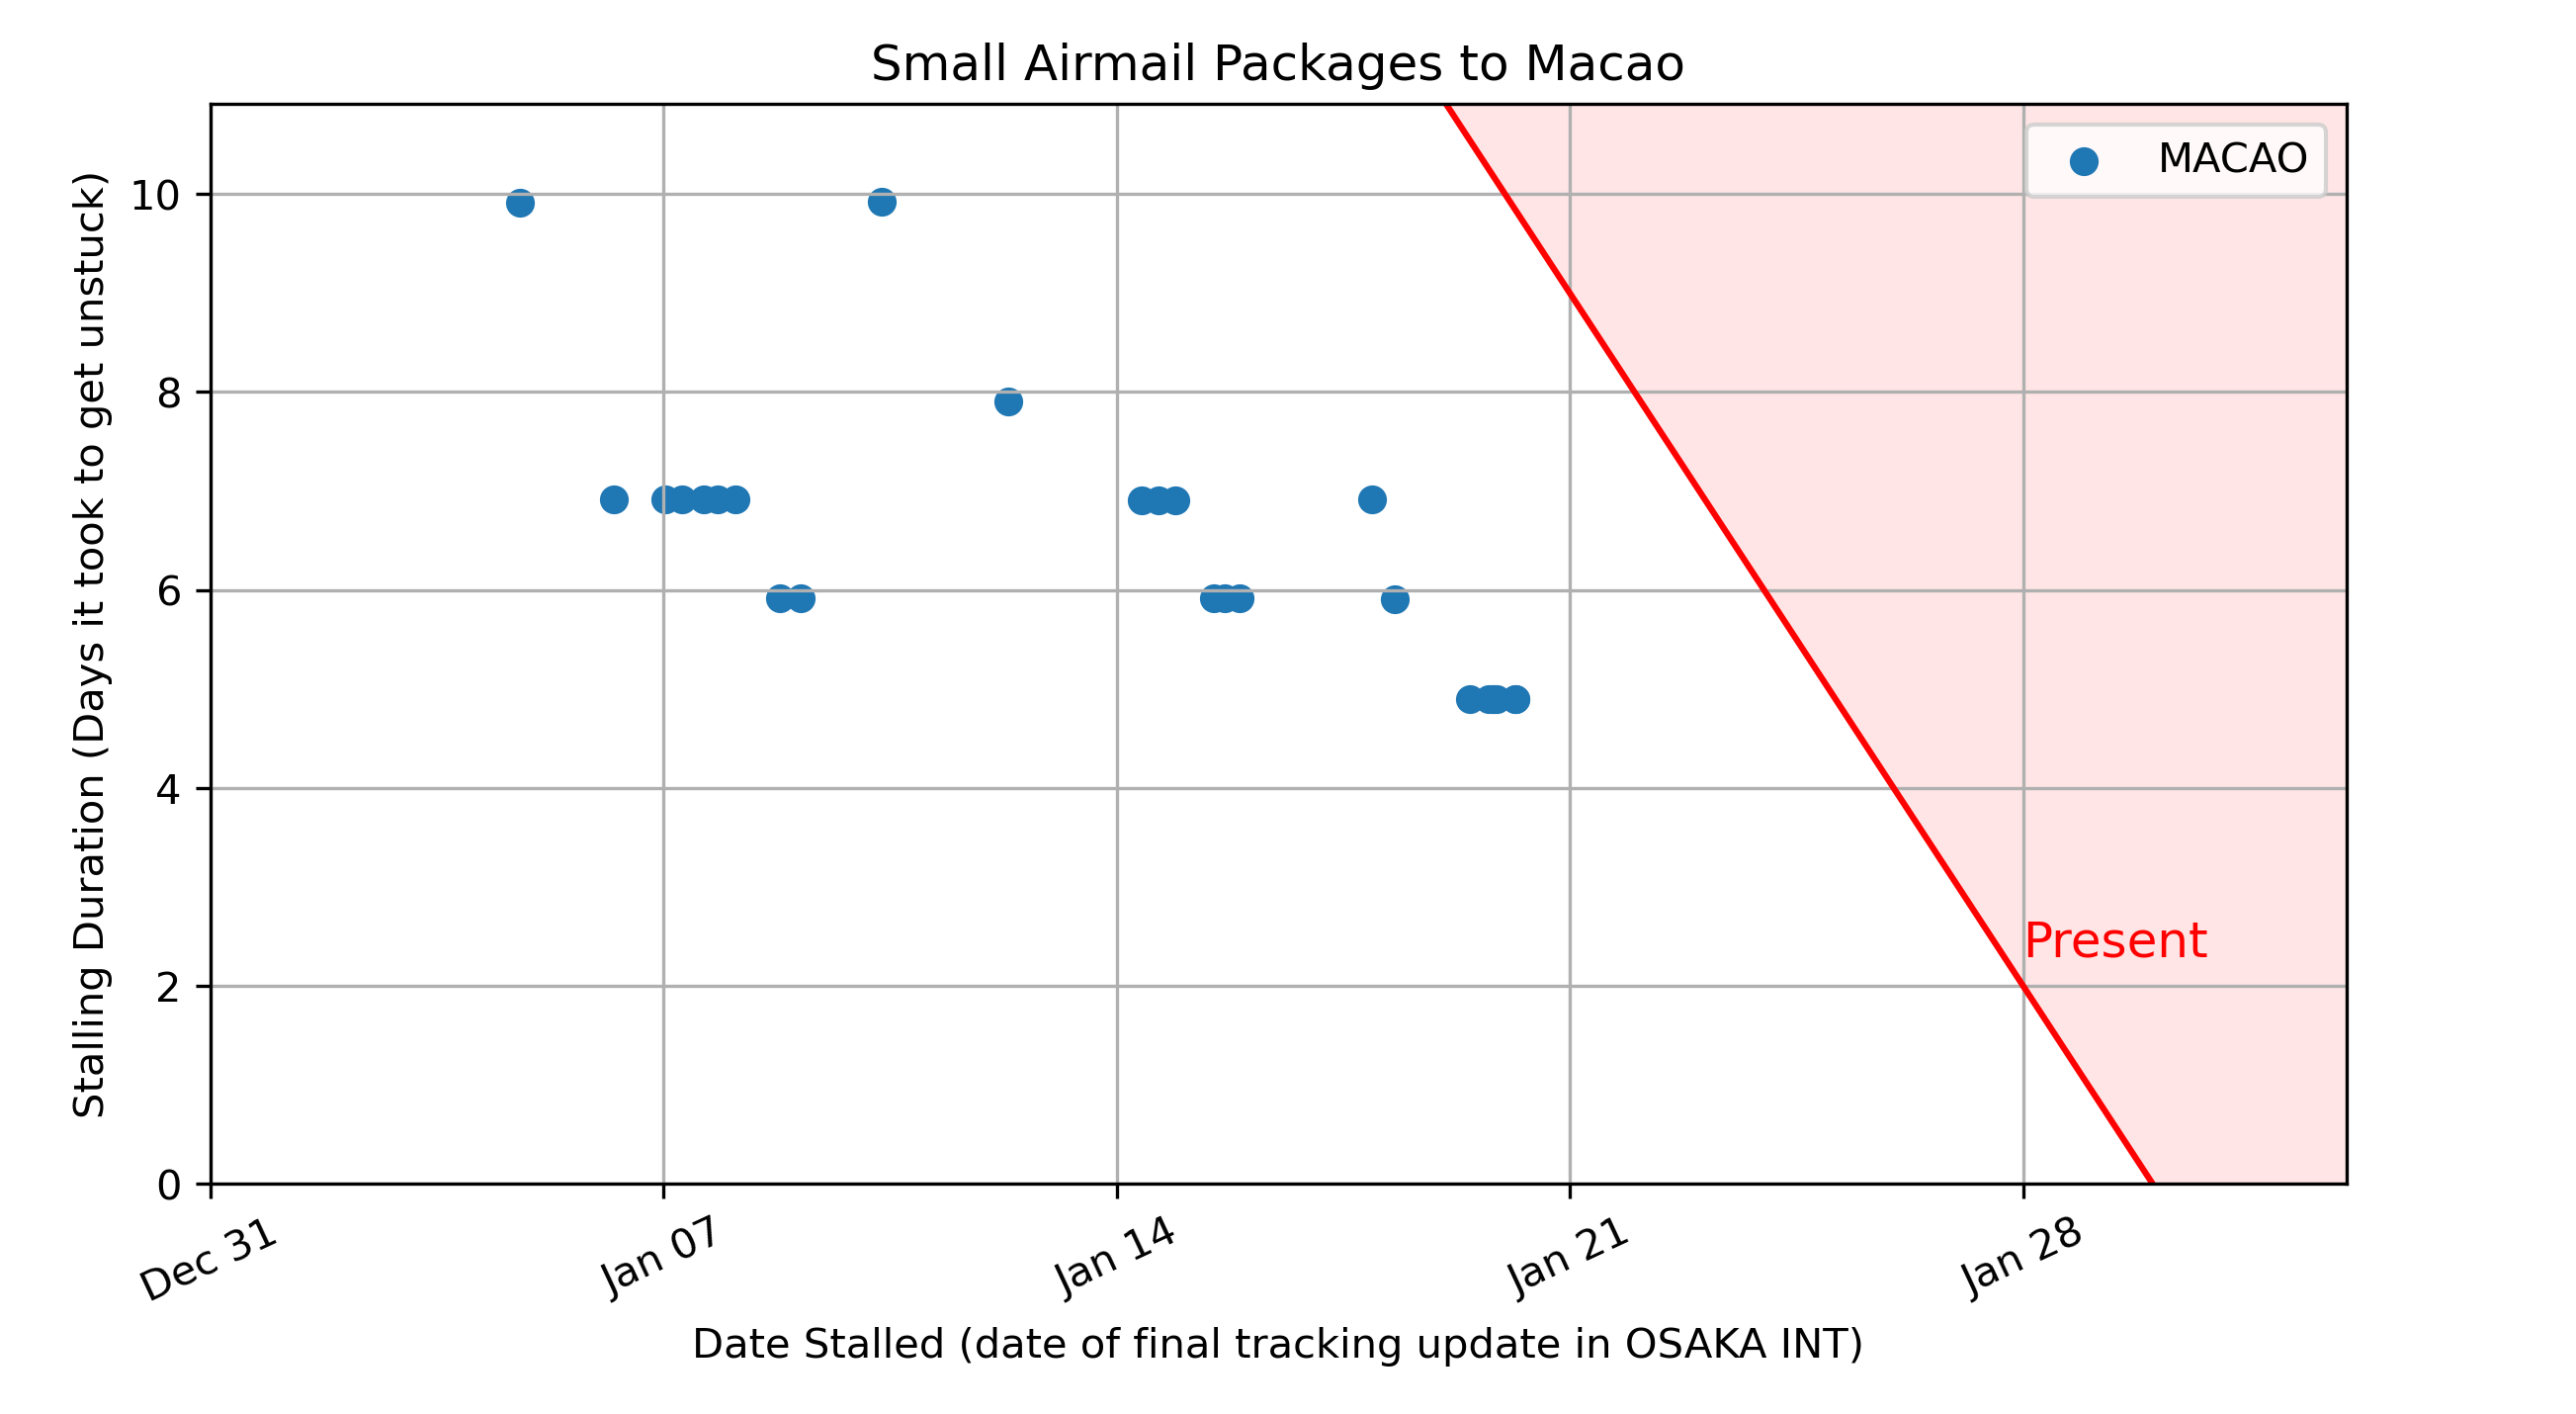 Small Airmail Packages to Macao
MACAO
Stalling Duration (Days it took to get unstuck)
10
8
6
4
2
0
Present
Dec 31
Jan 07
Jan 14
Jan 21
Jan 28
Date Stalled (date of final tracking update in OSAKA INT)